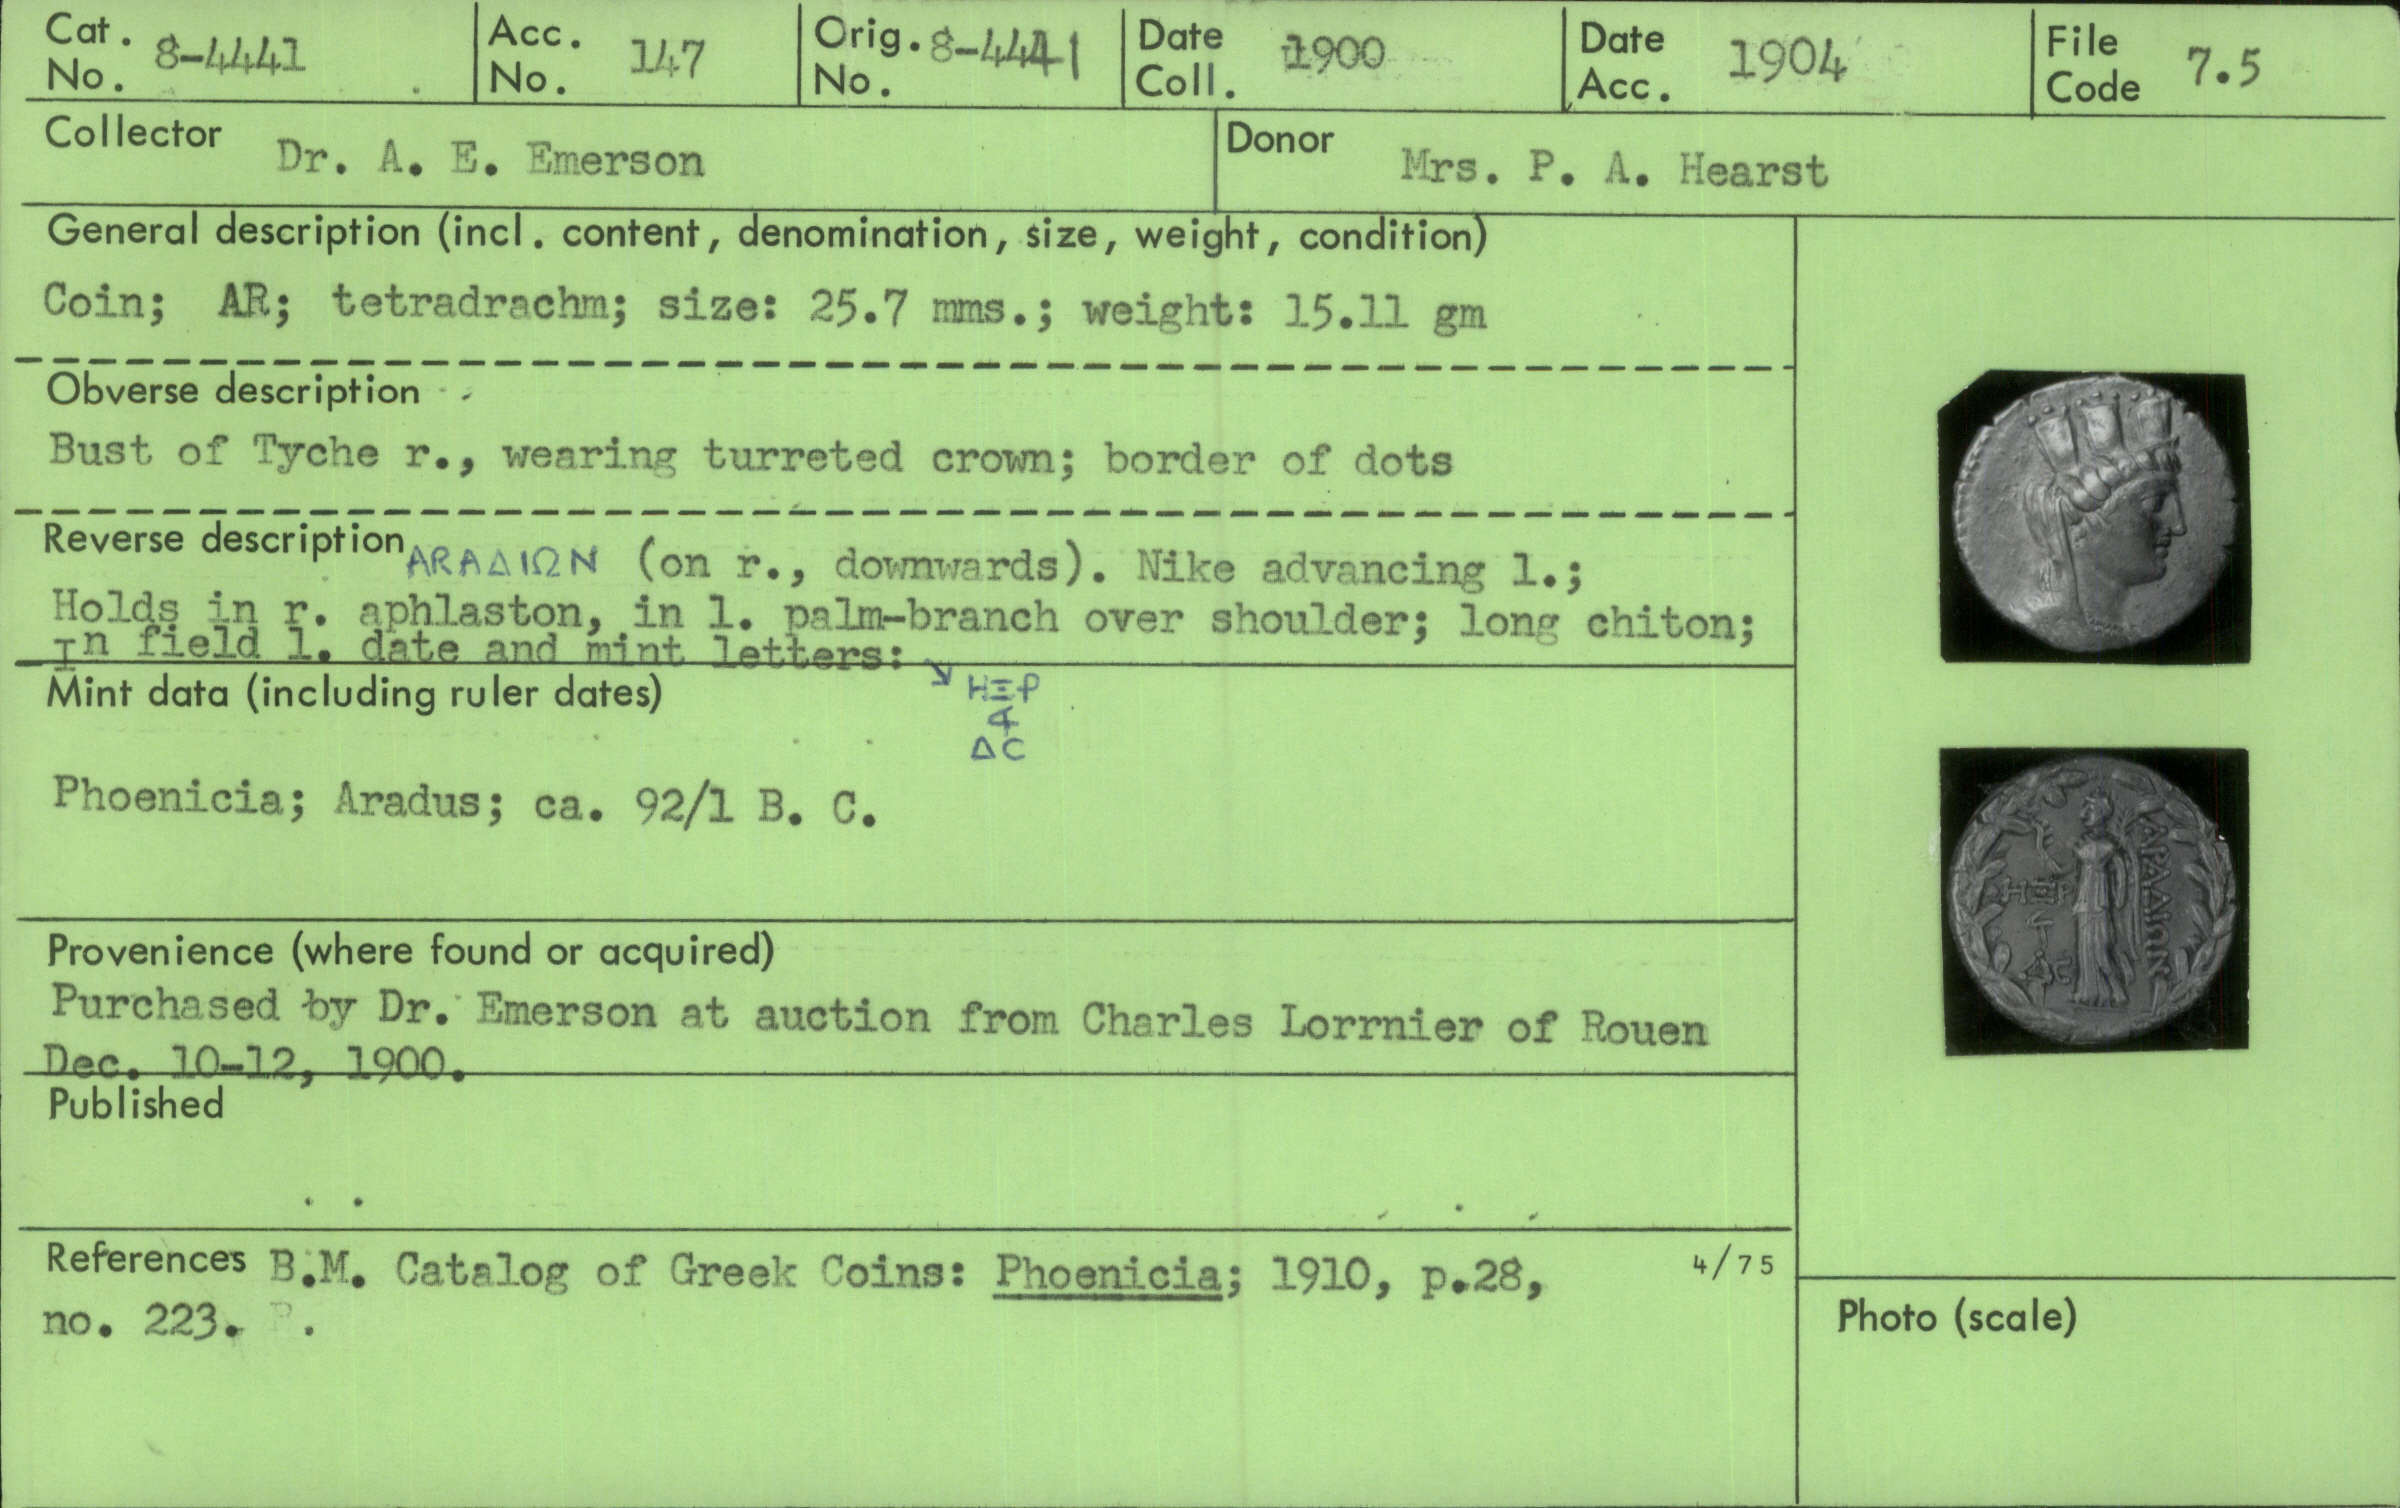 Cat. No. 8-4441
Acc. No. 147
Orig. No. 8-4441
Date Coll. 1900
Date Acc. 1904
File Code 7.5
Collector Dr. A. E. Emerson
Donor Mrs. P. A. Hearst
General description (incl. content, denomination, size, weight, condition)
Coin; AR; tetradrachm; size: 25.7 mms.; weight: 15.11 gm
Obverse description
Bust of Tyche r., wearing turreted crown; border of dots
Reverse description ARAΔIΩN (on r., downwards). Nike advancing l.;
Holds in r. aphlaston, in l. palm-branch over shoulder; long chiton;
In field l. date and mint letters:
Mint data (including ruler dates)
ΗΞΡ
ΔC
Phoenicia; Aradus; ca. 92/1 B. C.
Provenience (where found or acquired)
Purchased by Dr. Emerson at auction from Charles Lorrnier of Rouen
Dec. 10-12, 1900.
Published
References B.M. Catalog of Greek Coins: Phoenicia; 1910, p.28,
no. 223.
4/75
ΑΡΑΔΙΩΝ
ΗΞΡ
Photo (scale)